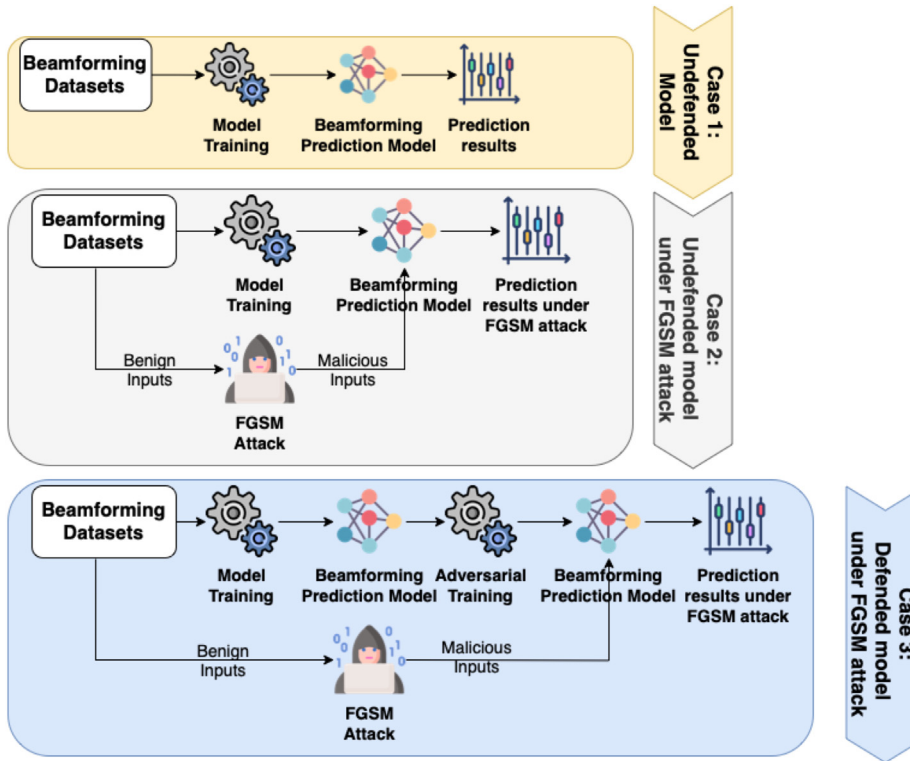 Beamforming
Datasets
Model
Training
Beamforming
Prediction Model
Prediction
results
Case 1:
Undefended
Model
Beamforming
Datasets
Model
Training
Beamforming
Prediction Model
Prediction
results under
FGSM attack
Benign
Inputs
Malicious
Inputs
FGSM
Attack
Case 2:
Undefended model
under FGSM attack
Beamforming
Datasets
Model
Training
Beamforming
Prediction Model
Adversarial
Training
Beamforming
Prediction Model
Prediction
results under
FGSM attack
Benign
Inputs
Malicious
Inputs
FGSM
Attack
Case 3:
Defended model
under FGSM attack